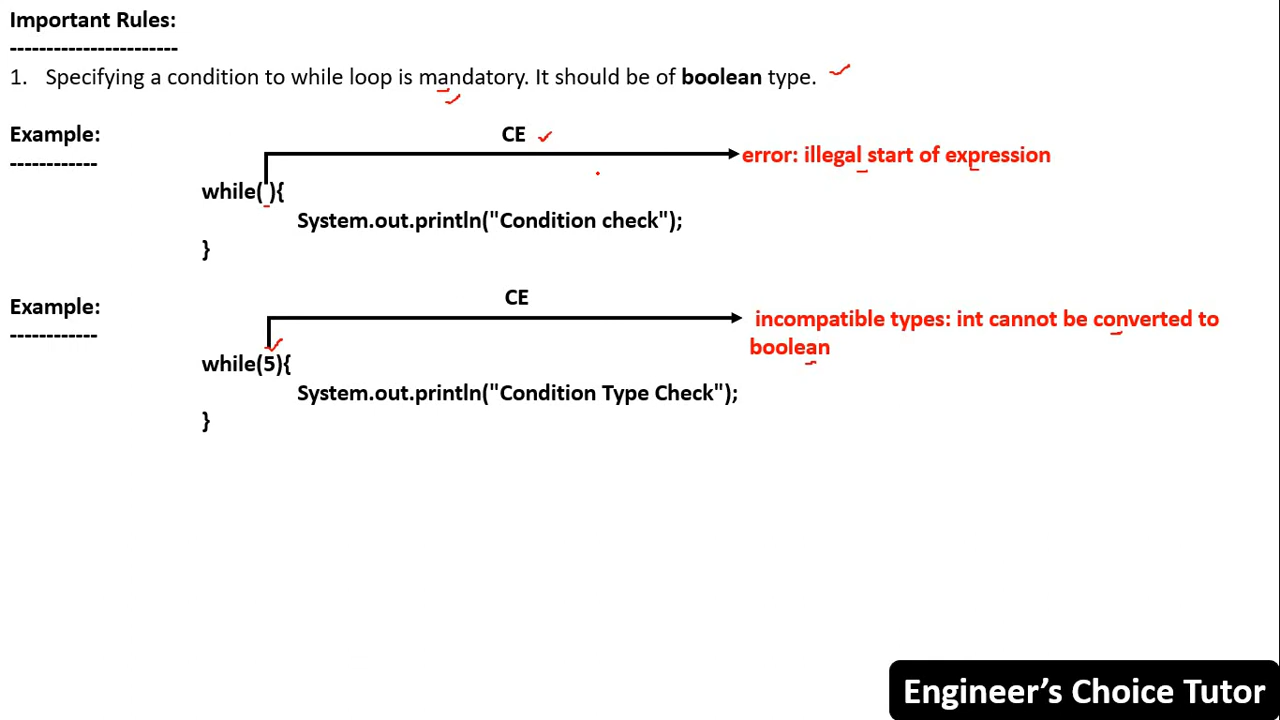 Important Rules:
-----------------------
1. Specifying a condition to while loop is mandatory. It should be of boolean type.
Example:
------------
CE
error: illegal start of expression
while( ){
System.out.println("Condition check");
}
Example:
------------
CE
incompatible types: int cannot be converted to
boolean
while(5){
System.out.println("Condition Type Check");
}
Engineer’s Choice Tutor